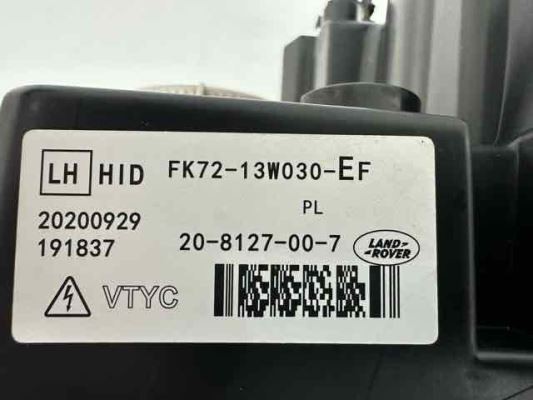 LH HID FK72-13W030-EF
PL
20200929
191837
20-8127-00-7
LAND-
ROVER
VTYC